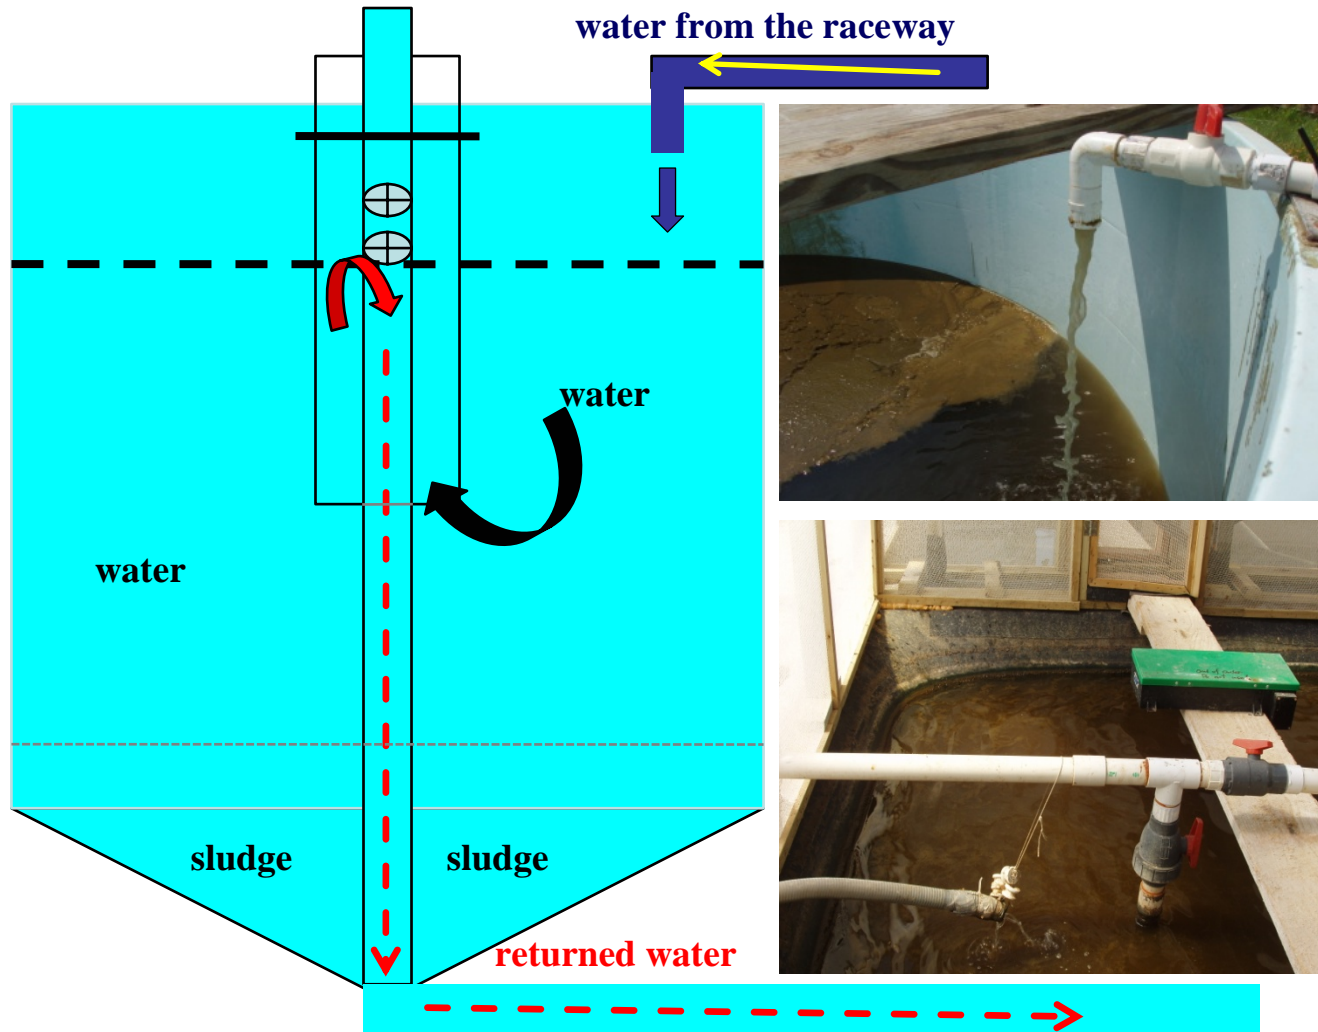 water from the raceway
water
water
sludge
sludge
returned water